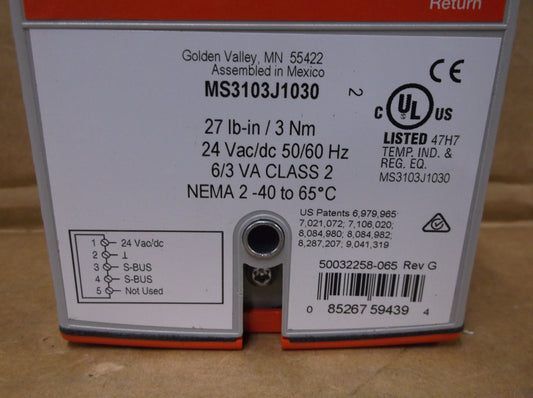 Return
Golden Valley, MN 55422
Assembled in Mexico
MS3103J1030
2
27 lb-in / 3 Nm
24 Vac/dc 50/60 Hz
6/3 VA CLASS 2
NEMA 2 -40 to 65°C
CE
C UL US
LISTED 47H7
TEMP. IND. &
REG. EQ.
MS3103J1030
US Patents 6,979,965
7,021,072; 7,106,020;
8,084,980; 8,084,982;
8,287,207; 9,041,319
1 24 Vac/dc
2 ⊥
3 S-BUS
4 S-BUS
5 Not Used
50032258-065 Rev G
0 85267 59439 4